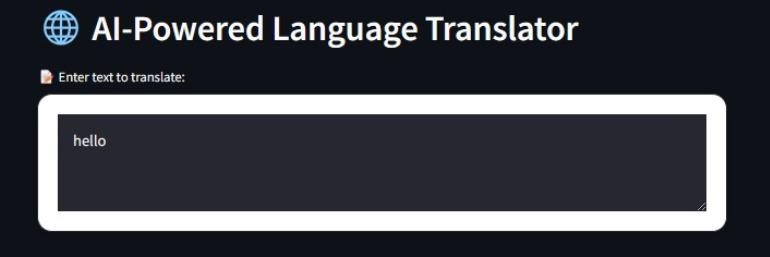 🌐 AI-Powered Language Translator
📝 Enter text to translate:
hello